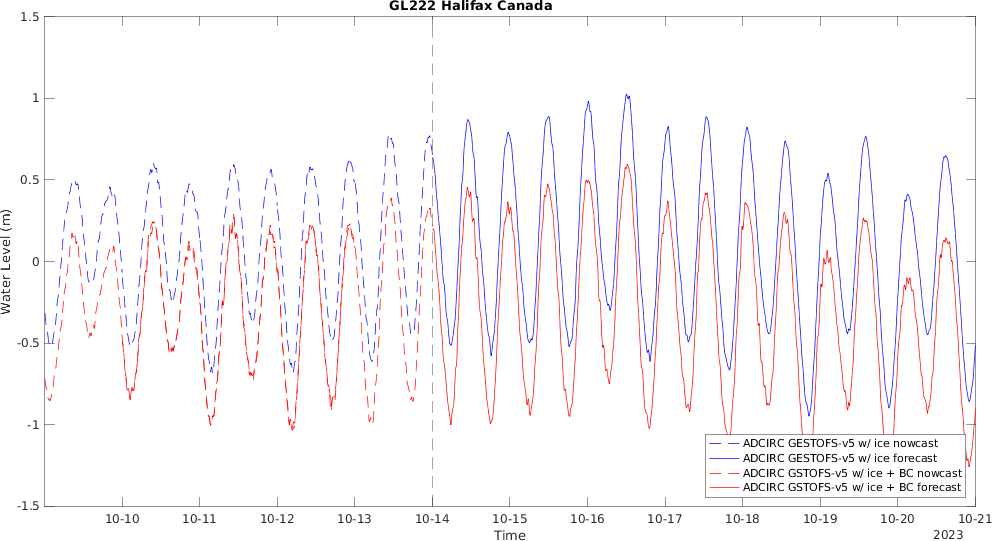 GL222 Halifax Canada
1.5
1
0.5
0
-0.5
-1
-1.5
Water Level (m)
ADCIRC GESTOFS-v5 w/ ice nowcast
ADCIRC GESTOFS-v5 w/ ice forecast
ADCIRC GSTOFS-v5 w/ ice + BC nowcast
ADCIRC GSTOFS-v5 w/ ice + BC forecast
10-10 10-11 10-12 10-13 10-14 10-15 10-16 10-17 10-18 10-19 10-20 10-21
Time
2023